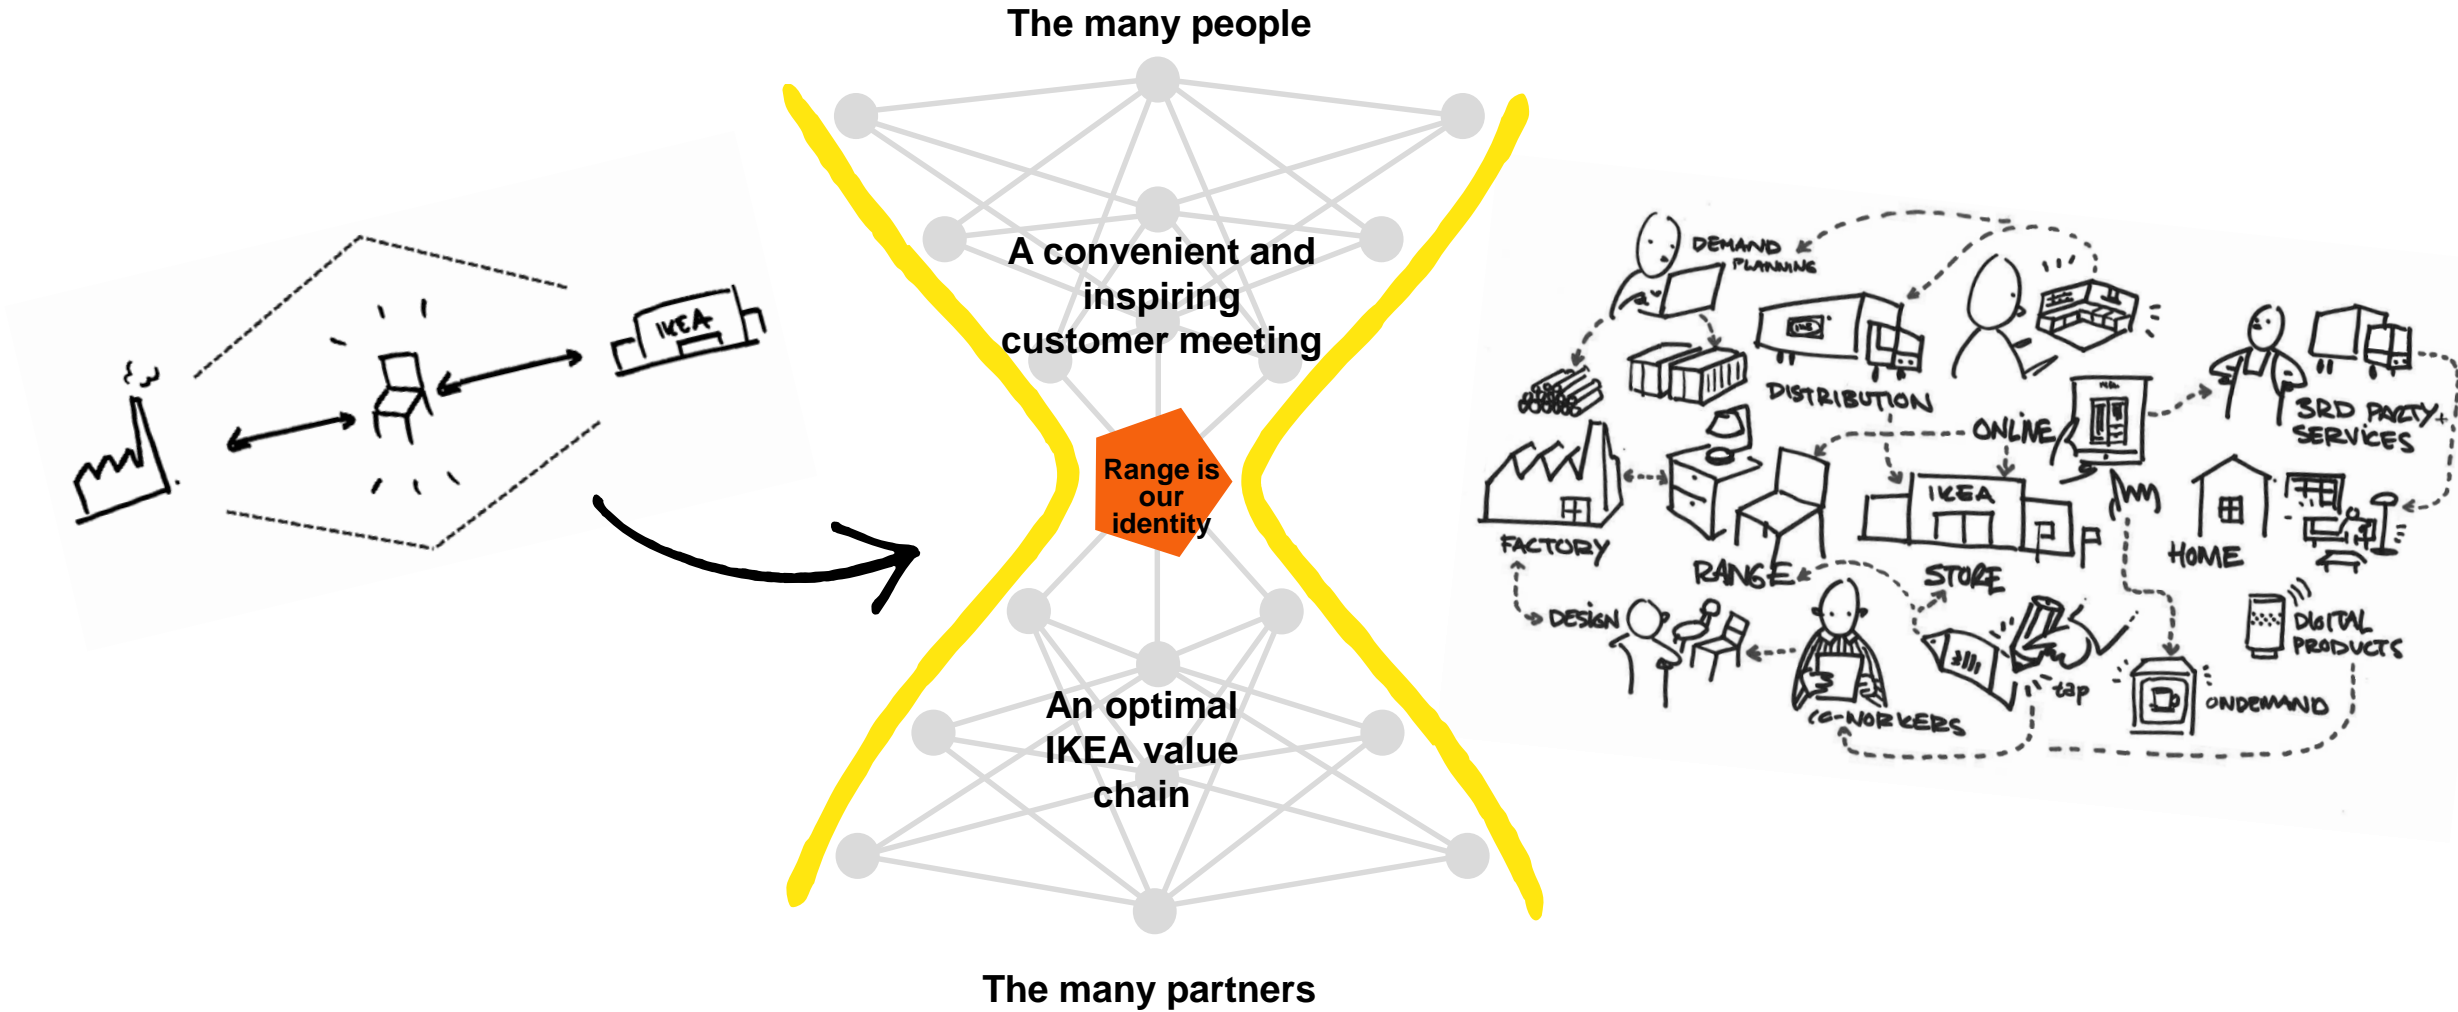 The many people
IKEA
A convenient and
inspiring
customer meeting
Range is
our
identity
An optimal
IKEA value
chain
The many partners
DEMAND
PLANNING
DISTRIBUTION
ONLINE
3RD PARTY+
SERVICES
IKEA
FACTORY
RANGE
STORE
HOME
DESIGN
DIGITAL
PRODUCTS
tap
ONDEMAND
CO-WORKERS